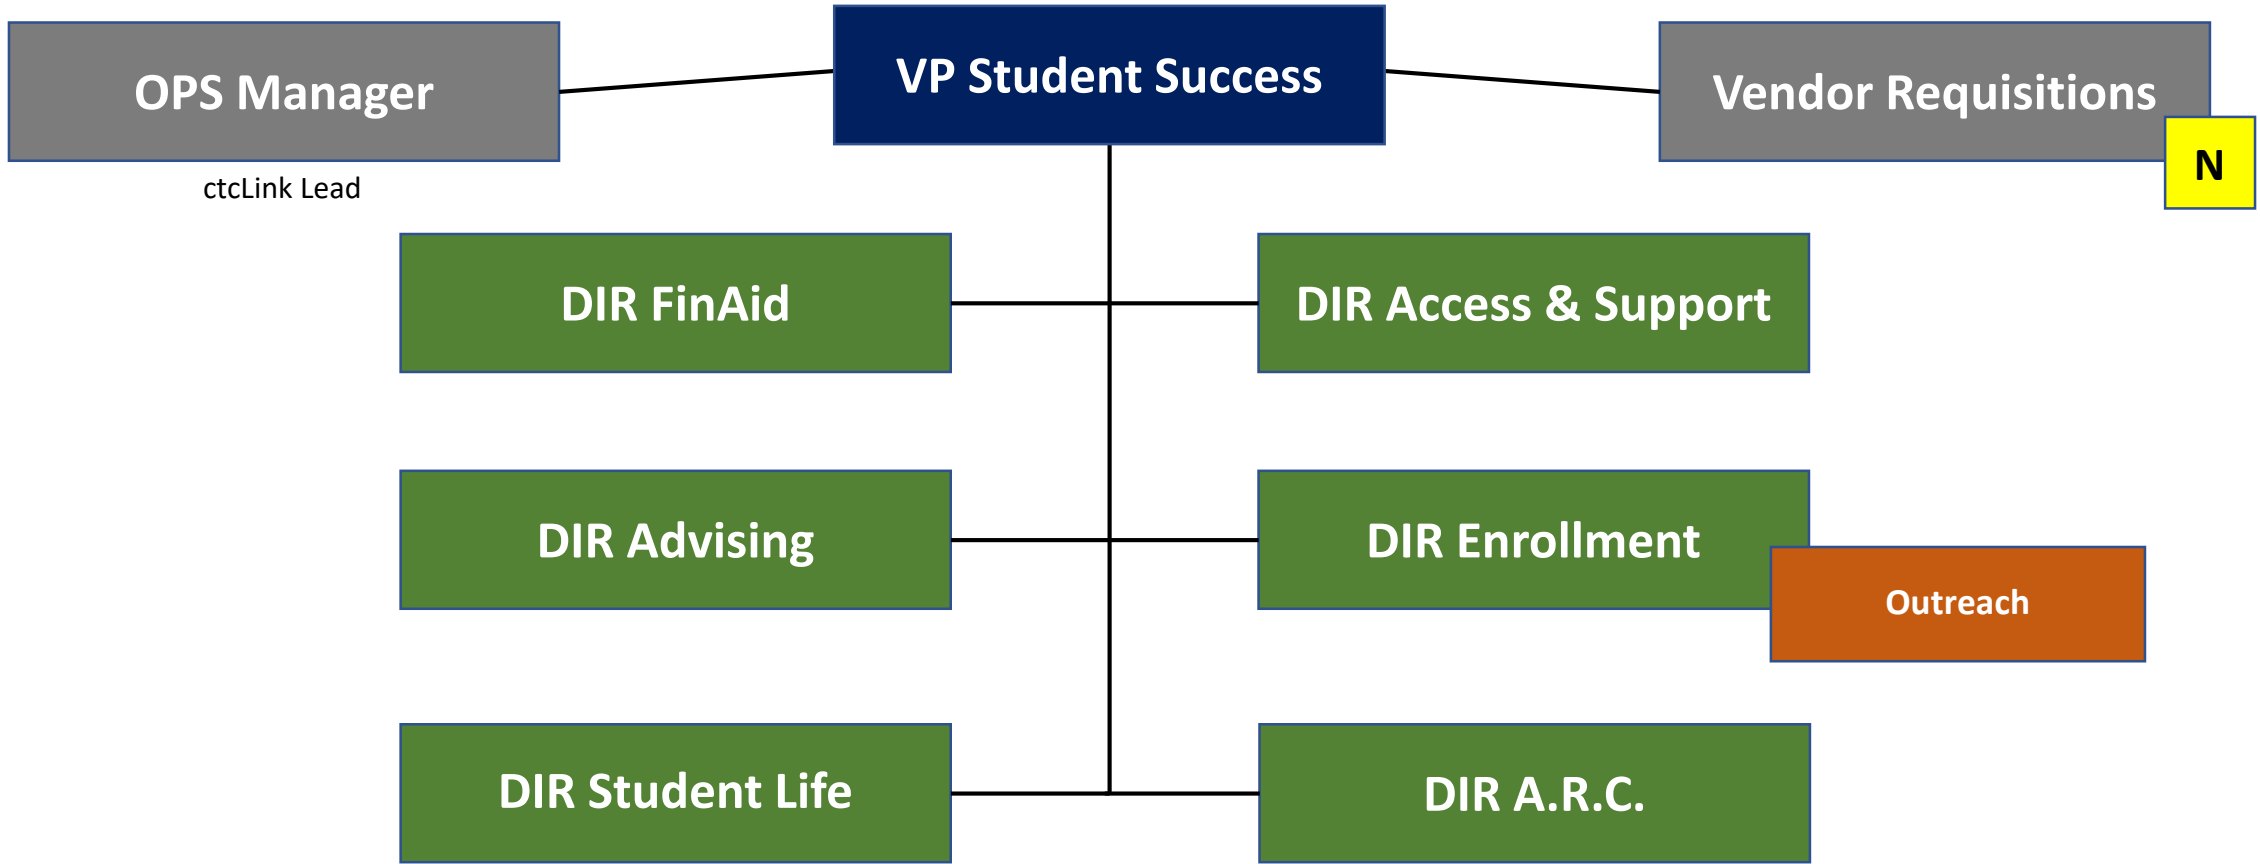 OPS Manager
VP Student Success
Vendor Requisitions
N
ctcLink Lead
DIR FinAid
DIR Access & Support
DIR Advising
DIR Enrollment
Outreach
DIR Student Life
DIR A.R.C.